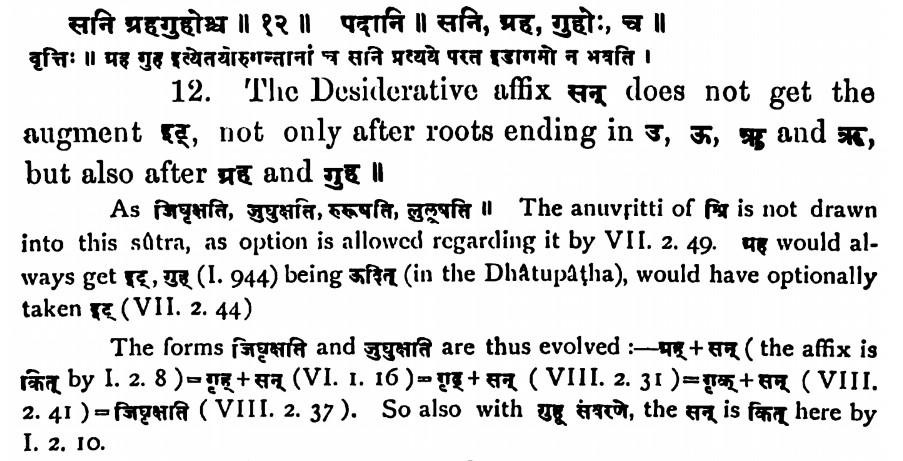 सनि ग्रहगुहोश्च ॥ १२ ॥ पदानि ॥ सनि, ग्रह, गुहोः, च ॥
वृत्तिः ॥ ग्रह गुह इत्येतयोरुगन्तानां च सनि प्रत्यये परत इडागमो न भवति ।
12. The Desiderative affix सन् does not get the
augment इट्, not only after roots ending in उ, ऊ, ऋ and ॠ,
but also after ग्रह and गुह ॥
As जिघृक्षति, जुघुक्षति, रुरूषति, लुलूषति ॥ The anuvṛitti of श्रि is not drawn
into this sûtra, as option is allowed regarding it by VII. 2. 49. ग्रह would al-
ways get इट्, गुह् (I. 944) being ऊदित् (in the Dhâtupâṭha), would have optionally
taken इट् (VII. 2. 44)
The forms जिघृक्षति and जुघुक्षति are thus evolved :—ग्रह् + सन् ( the affix is
कित् by I. 2. 8 )=गृह् + सन् (VI. 1. 16)=गृढ् + सन् ( VIII. 2. 31 )=गृक् + सन् ( VIII.
2. 41 )=जिघृक्षति ( VIII. 2. 37 ). So also with गुहू संवरणे, the सन् is कित् here by
I. 2. 10.